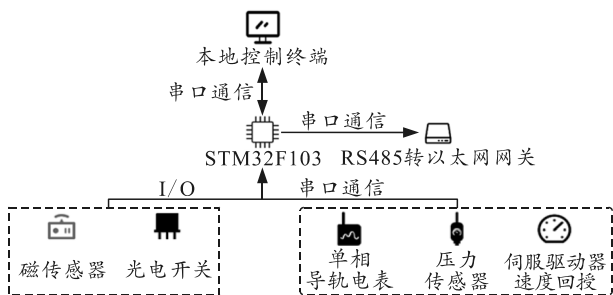 本地控制终端
串口通信
串口通信
STM32F103
RS485转以太网网关
I/O
串口通信
磁传感器
光电开关
单相
导轨电表
压力
传感器
伺服驱动器
速度回授